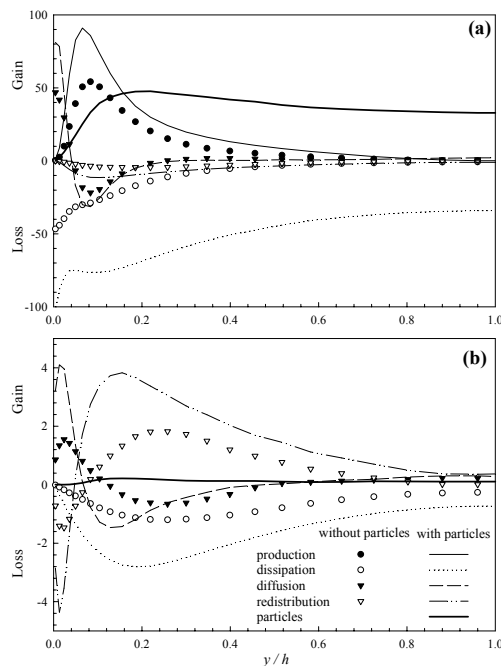 100
(a)
Gain
50
0
Loss
-50
-100
0.0 0.2 0.4 0.6 0.8 1.0
(b)
4
Gain
2
0
Loss
-2
-4
without particles with particles
production
dissipation
diffusion
redistribution
particles
0.0 0.2 0.4 0.6 0.8 1.0
y / h